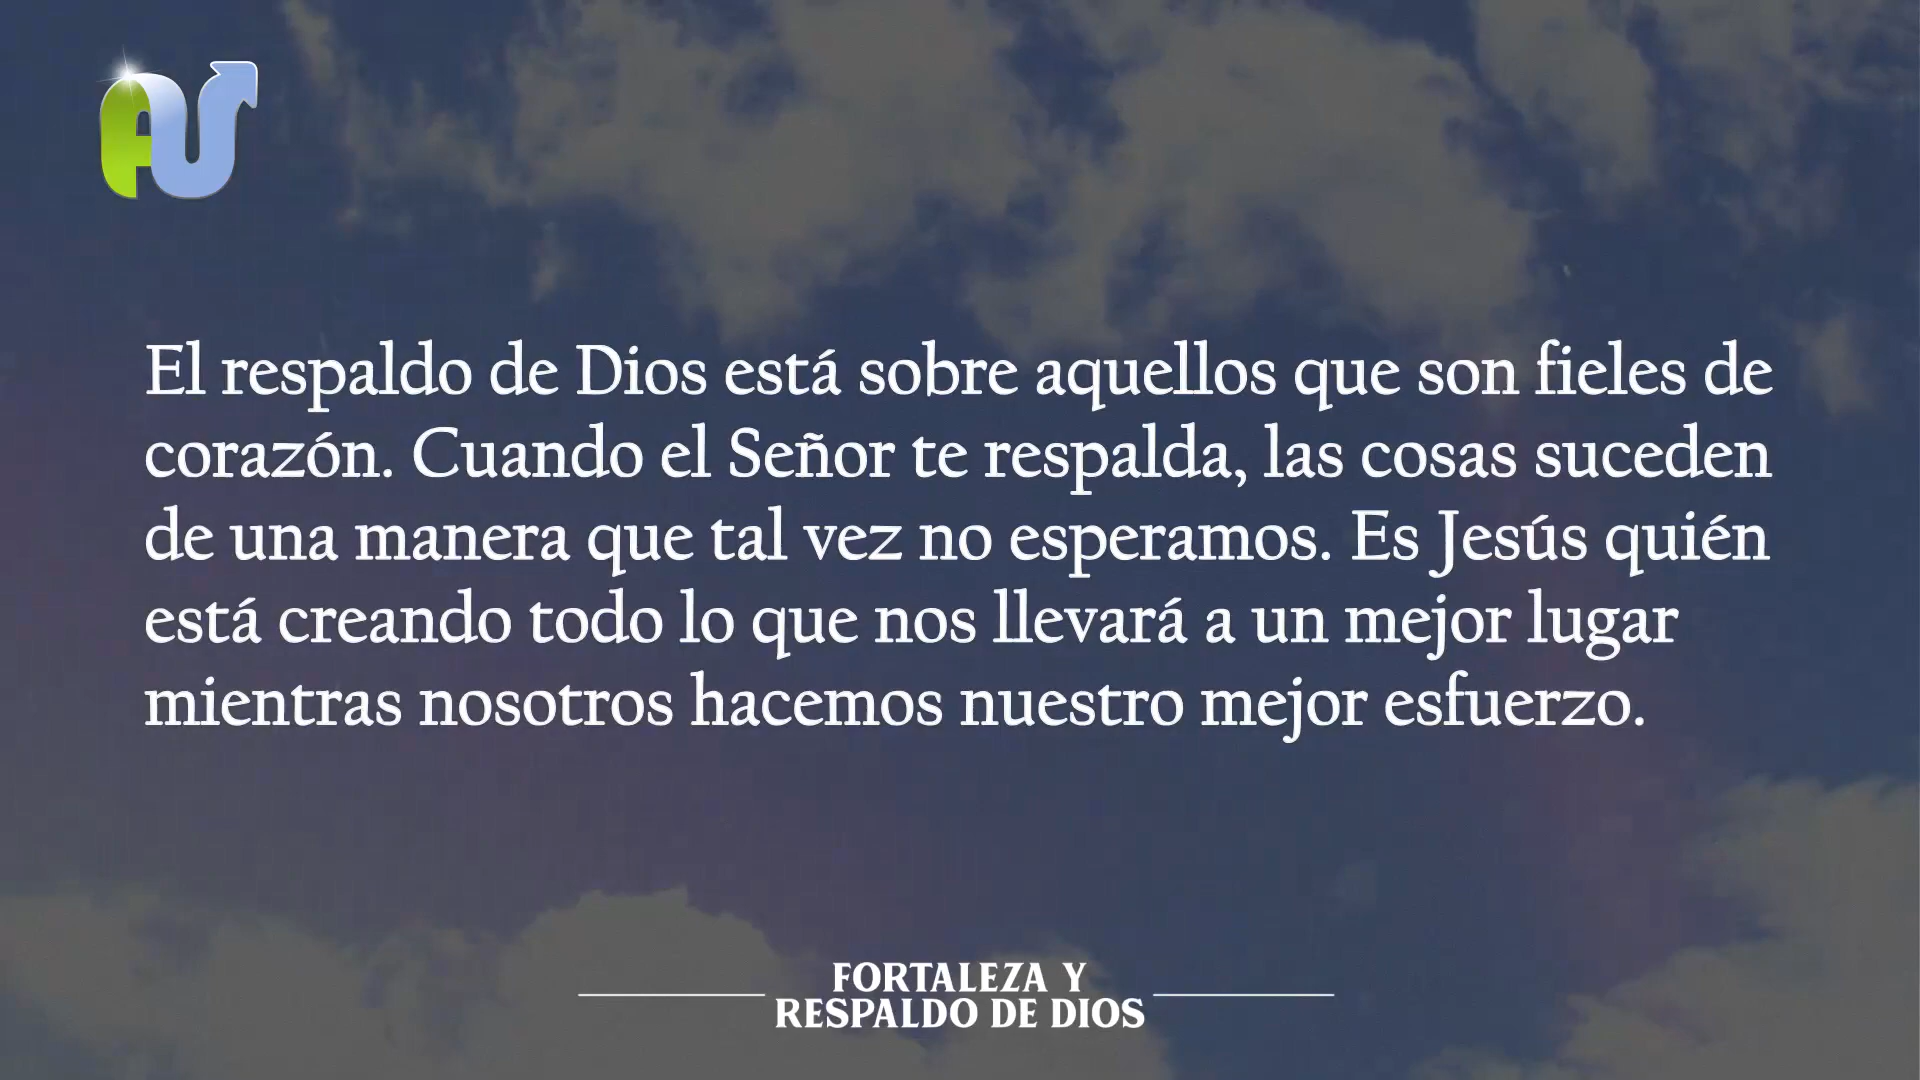 El respaldo de Dios está sobre aquellos que son fieles de
corazón. Cuando el Señor te respalda, las cosas suceden
de una manera que tal vez no esperamos. Es Jesús quién
está creando todo lo que nos llevará a un mejor lugar
mientras nosotros hacemos nuestro mejor esfuerzo.
FORTALEZA Y
RESPALDO DE DIOS